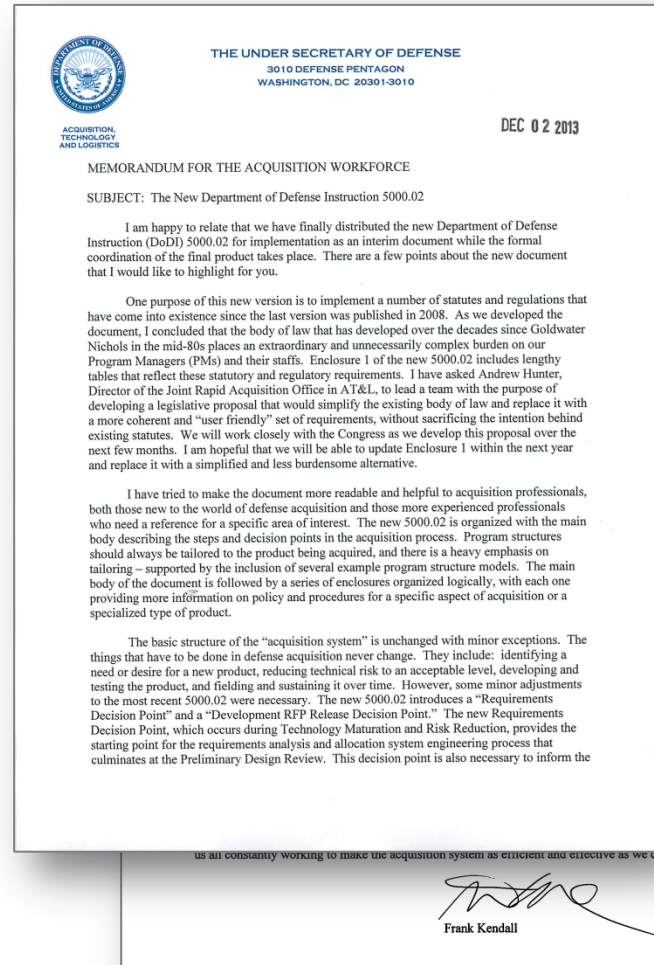 DEPARTMENT OF DEFENSE
UNITED STATES OF AMERICA
ACQUISITION,
TECHNOLOGY
AND LOGISTICS
THE UNDER SECRETARY OF DEFENSE
3010 DEFENSE PENTAGON
WASHINGTON, DC 20301-3010
DEC 02 2013
MEMORANDUM FOR THE ACQUISITION WORKFORCE
SUBJECT: The New Department of Defense Instruction 5000.02
I am happy to relate that we have finally distributed the new Department of Defense
Instruction (DoDI) 5000.02 for implementation as an interim document while the formal
coordination of the final product takes place. There are a few points about the new document
that I would like to highlight for you.
One purpose of this new version is to implement a number of statutes and regulations that
have come into existence since the last version was published in 2008. As we developed the
document, I concluded that the body of law that has developed over the decades since Goldwater
Nichols in the mid-80s places an extraordinary and unnecessarily complex burden on our
Program Managers (PMs) and their staffs. Enclosure 1 of the new 5000.02 includes lengthy
tables that reflect these statutory and regulatory requirements. I have asked Andrew Hunter,
Director of the Joint Rapid Acquisition Office in AT&L, to lead a team with the purpose of
developing a legislative proposal that would simplify the existing body of law and replace it with
a more coherent and “user friendly” set of requirements, without sacrificing the intention behind
existing statutes. We will work closely with the Congress as we develop this proposal over the
next few months. I am hopeful that we will be able to update Enclosure 1 within the next year
and replace it with a simplified and less burdensome alternative.
I have tried to make the document more readable and helpful to acquisition professionals,
both those new to the world of defense acquisition and those more experienced professionals
who need a reference for a specific area of interest. The new 5000.02 is organized with the main
body describing the steps and decision points in the acquisition process. Program structures
should always be tailored to the product being acquired, and there is a heavy emphasis on
tailoring – supported by the inclusion of several example program structure models. The main
body of the document is followed by a series of enclosures organized logically, with each one
providing more information on policy and procedures for a specific aspect of acquisition or a
specialized type of product.
The basic structure of the “acquisition system” is unchanged with minor exceptions. The
things that have to be done in defense acquisition never change. They include: identifying a
need or desire for a new product, reducing technical risk to an acceptable level, developing and
testing the product, and fielding and sustaining it over time. However, some minor adjustments
to the most recent 5000.02 were necessary. The new 5000.02 introduces a “Requirements
Decision Point” and a “Development RFP Release Decision Point.” The new Requirements
Decision Point, which occurs during Technology Maturation and Risk Reduction, provides the
starting point for the requirements analysis and allocation system engineering process that
culminates at the Preliminary Design Review. This decision point is also necessary to inform the
us all constantly working to make the acquisition system as efficient and effective as we
Frank Kendall